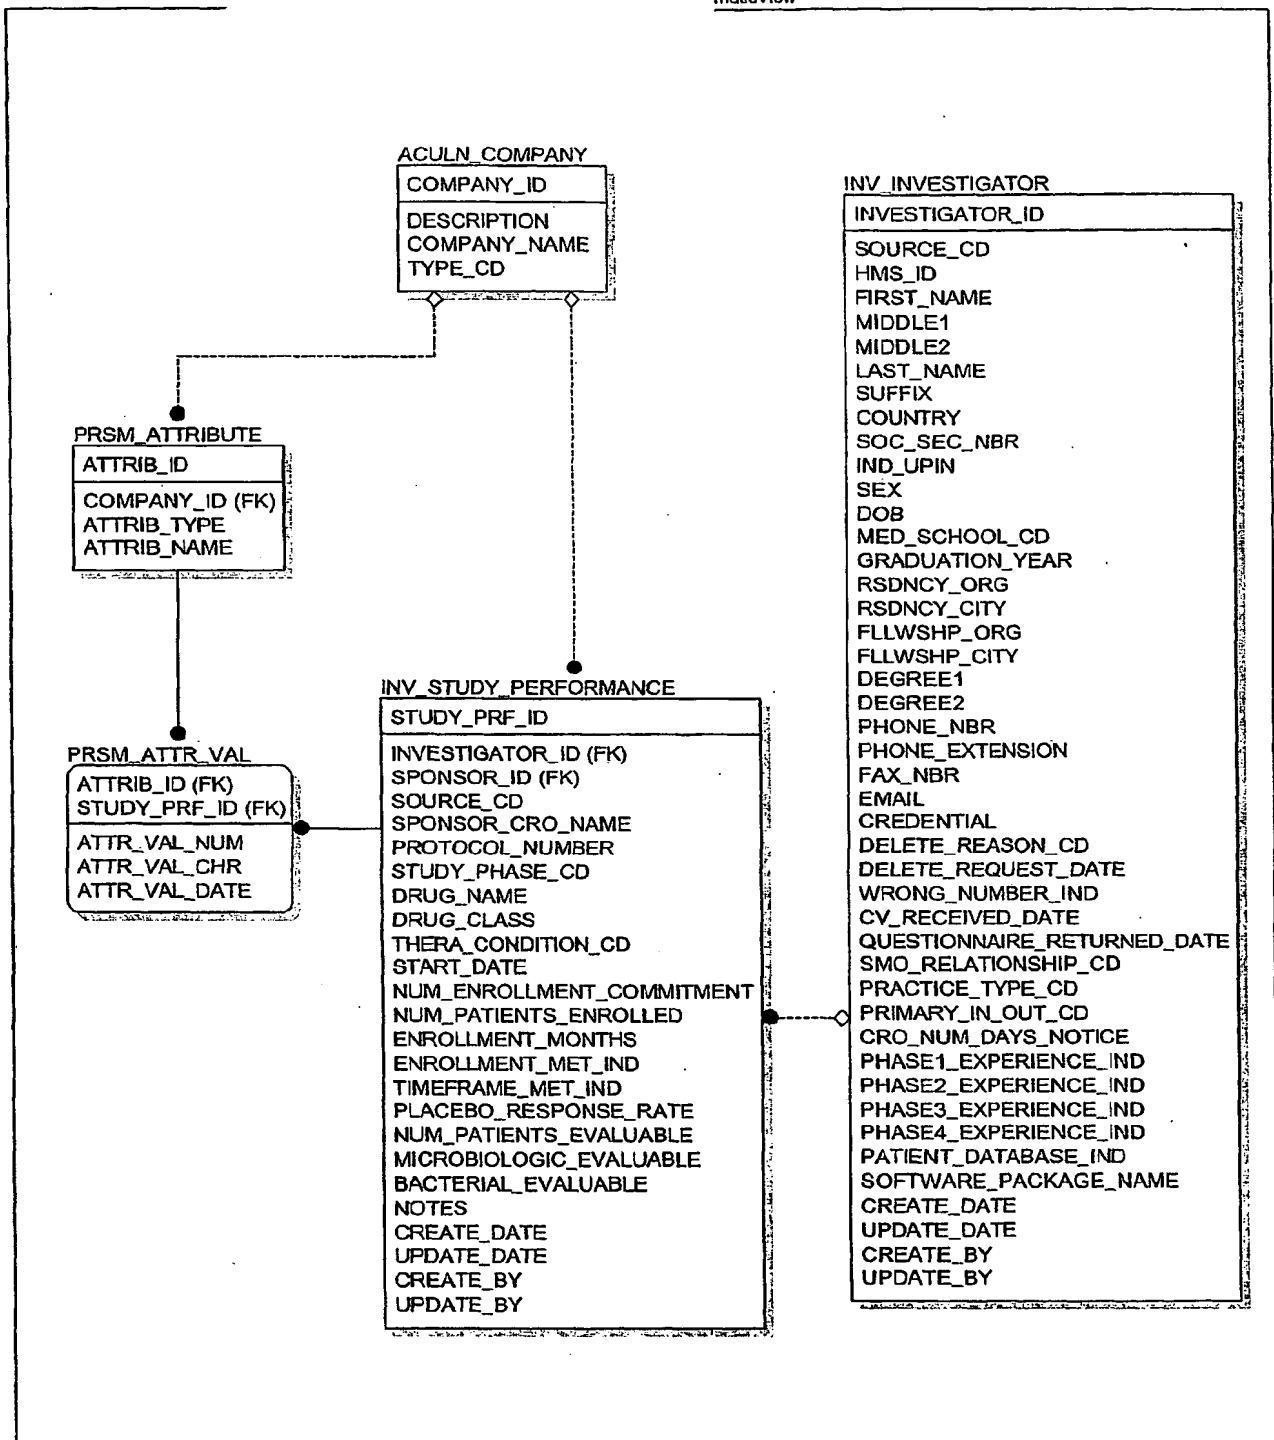 ACULN_COMPANY
COMPANY_ID
DESCRIPTION
COMPANY_NAME
TYPE_CD
PRSM_ATTRIBUTE
ATTRIB_ID
COMPANY_ID (FK)
ATTRIB_TYPE
ATTRIB_NAME
PRSM_ATTR_VAL
ATTRIB_ID (FK)
STUDY_PRF_ID (FK)
ATTR_VAL_NUM
ATTR_VAL_CHR
ATTR_VAL_DATE
INV_STUDY_PERFORMANCE
STUDY_PRF_ID
INVESTIGATOR_ID (FK)
SPONSOR_ID (FK)
SOURCE_CD
SPONSOR_CRO_NAME
PROTOCOL_NUMBER
STUDY_PHASE_CD
DRUG_NAME
DRUG_CLASS
THERA_CONDITION_CD
START_DATE
NUM_ENROLLMENT_COMMITMENT
NUM_PATIENTS_ENROLLED
ENROLLMENT_MONTHS
ENROLLMENT_MET_IND
TIMEFRAME_MET_IND
PLACEBO_RESPONSE_RATE
NUM_PATIENTS_EVALUABLE
MICROBIOLOGIC_EVALUABLE
BACTERIAL_EVALUABLE
NOTES
CREATE_DATE
UPDATE_DATE
CREATE_BY
UPDATE_BY
INV_INVESTIGATOR
INVESTIGATOR_ID
SOURCE_CD
HMS_ID
FIRST_NAME
MIDDLE1
MIDDLE2
LAST_NAME
SUFFIX
COUNTRY
SOC_SEC_NBR
IND_UPIN
SEX
DOB
MED_SCHOOL_CD
GRADUATION_YEAR
RSDNCY_ORG
RSDNCY_CITY
FLLWSHP_ORG
FLLWSHP_CITY
DEGREE1
DEGREE2
PHONE_NBR
PHONE_EXTENSION
FAX_NBR
EMAIL
CREDENTIAL
DELETE_REASON_CD
DELETE_REQUEST_DATE
WRONG_NUMBER_IND
CV_RECEIVED_DATE
QUESTIONNAIRE_RETURNED_DATE
SMO_RELATIONSHIP_CD
PRACTICE_TYPE_CD
PRIMARY_IN_OUT_CD
CRO_NUM_DAYS_NOTICE
PHASE1_EXPERIENCE_IND
PHASE2_EXPERIENCE_IND
PHASE3_EXPERIENCE_IND
PHASE4_EXPERIENCE_IND
PATIENT_DATABASE_IND
SOFTWARE_PACKAGE_NAME
CREATE_DATE
UPDATE_DATE
CREATE_BY
UPDATE_BY